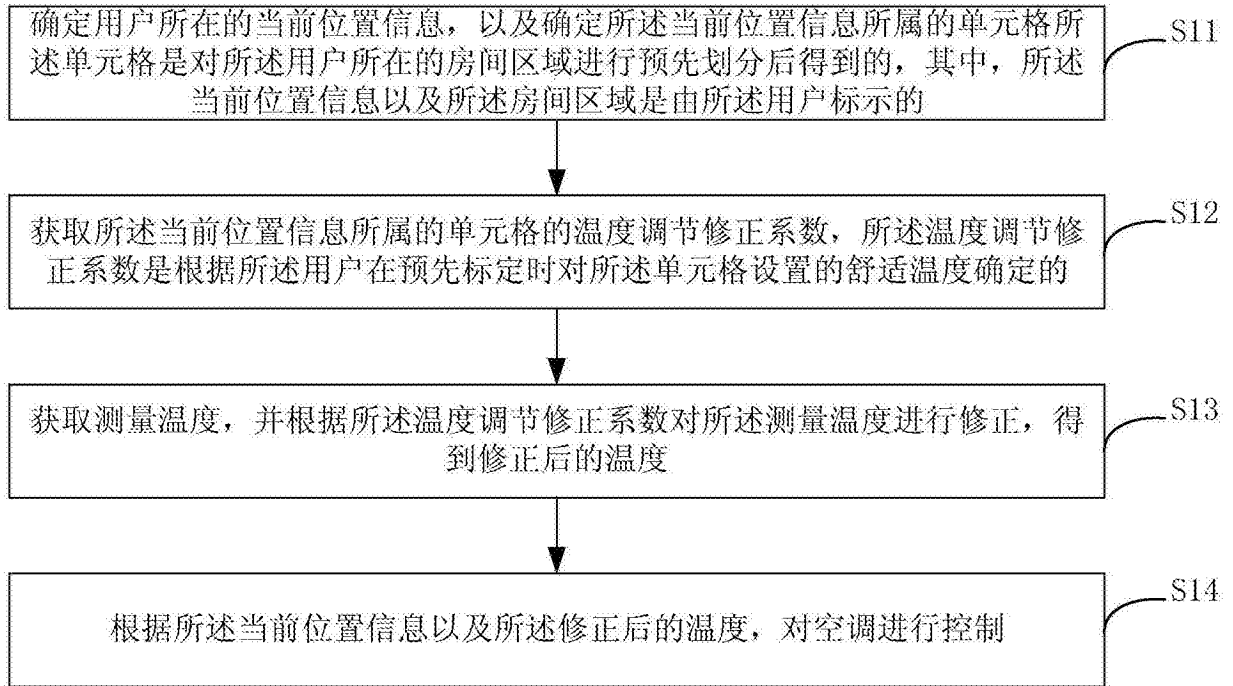 确定用户所在的当前位置信息，以及确定所述当前位置信息所属的单元格所
述单元格是对所述用户所在的房间区域进行预先划分后得到的，其中，所述
当前位置信息以及所述房间区域是由所述用户标示的
S11
获取所述当前位置信息所属的单元格的温度调节修正系数，所述温度调节修
正系数是根据所述用户在预先标定时对所述单元格设置的舒适温度确定的
S12
获取测量温度，并根据所述温度调节修正系数对所述测量温度进行修正，得
到修正后的温度
S13
根据所述当前位置信息以及所述修正后的温度，对空调进行控制
S14